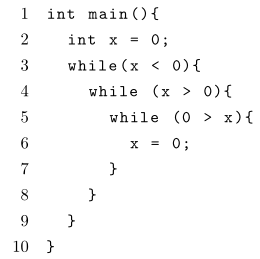 1 int main(){
2 int x = 0;
3 while(x < 0){
4 while (x > 0){
5 while (0 > x){
6 x = 0;
7 }
8 }
9 }
10 }